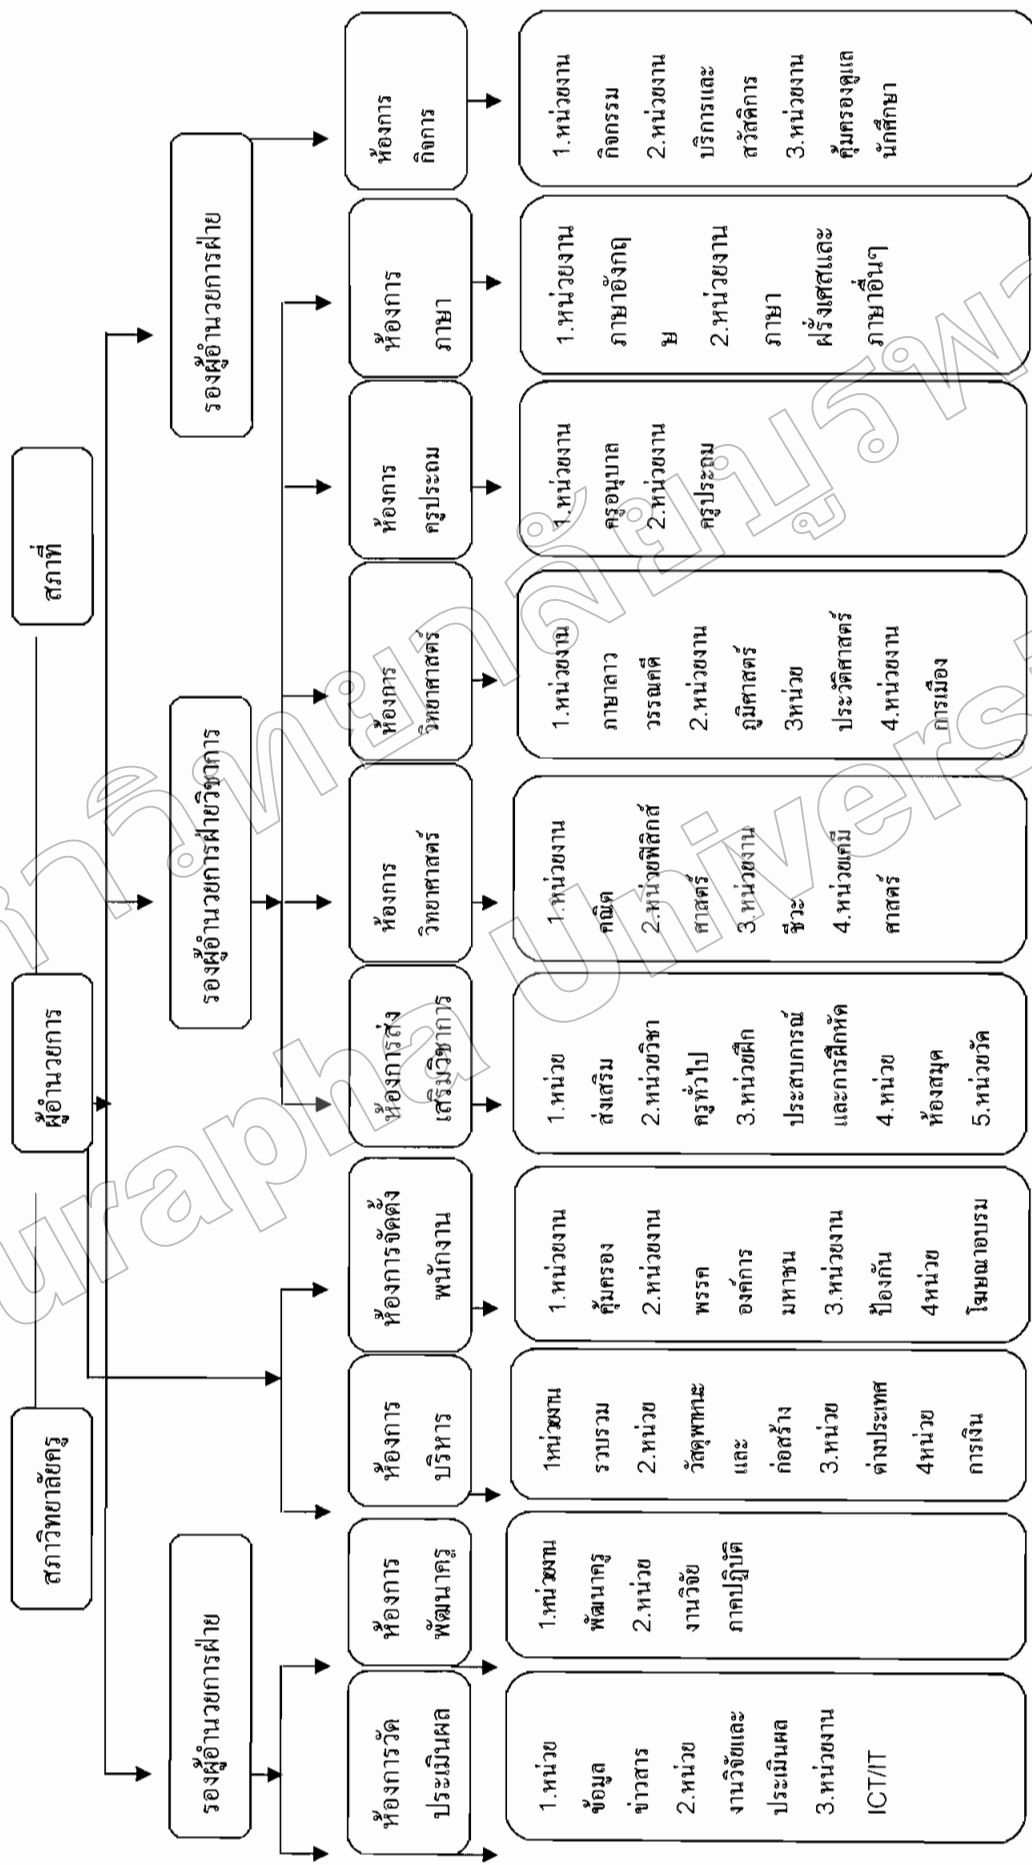 สภาวิทยาลัยครู
ผู้อำนวยการ
สภาที่
รองผู้อำนวยการฝ่าย
รองผู้อำนวยการฝ่ายวิชาการ
รองผู้อำนวยการฝ่าย
ห้องการวัด
ประเมินผล
ห้องการ
พัฒนาครู
ห้องการ
บริหาร
ห้องการจัดตั้ง
พนักงาน
ห้องการส่ง
เสริมวิชาการ
ห้องการ
วิทยาศาสตร์
ห้องการ
วิทยาศาสตร์
ห้องการ
ครูประถม
ห้องการ
ภาษา
ห้องการ
กิจการ
1.หน่วย
ข้อมูล
ข่าวสาร
2.หน่วย
งานวิจัยและ
ประเมินผล
3.หน่วยงาน
ICT/IT
1.หน่วยงาน
พัฒนาครู
2.หน่วย
งานวิจัย
ภาคปฏิบัติ
1หน่วยงาน
รวบรวม
2.หน่วย
วัสดุพาหนะ
และ
ก่อสร้าง
3.หน่วย
ต่างประเทศ
4หน่วย
การเงิน
1.หน่วยงาน
คุ้มครอง
2.หน่วยงาน
พรรค
องค์การ
มหาชน
3.หน่วยงาน
ป้องกัน
4หน่วย
โฆษณาอบรม
1.หน่วย
ส่งเสริม
2.หน่วยวิชา
ครูทั่วไป
3.หน่วยฝึก
ประสบการณ์
และการฝึกหัด
4.หน่วย
ห้องสมุด
5.หน่วยวัด
1.หน่วยงาน
คณิต
2.หน่วยฟิสิกส์
ศาสตร์
3.หน่วยงาน
ชีวะ
4.หน่วยเคมี
ศาสตร์
1.หน่วยงาน
ภาษาลาว
วรรณคดี
2.หน่วยงาน
ภูมิศาสตร์
3หน่วย
ประวัติศาสตร์
4.หน่วยงาน
การเมือง
1.หน่วยงาน
ครูอนุบาล
2.หน่วยงาน
ครูประถม
1.หน่วยงาน
ภาษาอังกฤ
ษ
2.หน่วยงาน
ภาษา
ฝรั่งเศสและ
ภาษาอื่นๆ
1.หน่วยงาน
กิจกรรม
2.หน่วยงาน
บริการและ
สวัสดิการ
3.หน่วยงาน
คุ้มครองดูแล
นักศึกษา